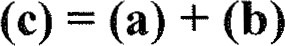 (c) = (a) + (b)